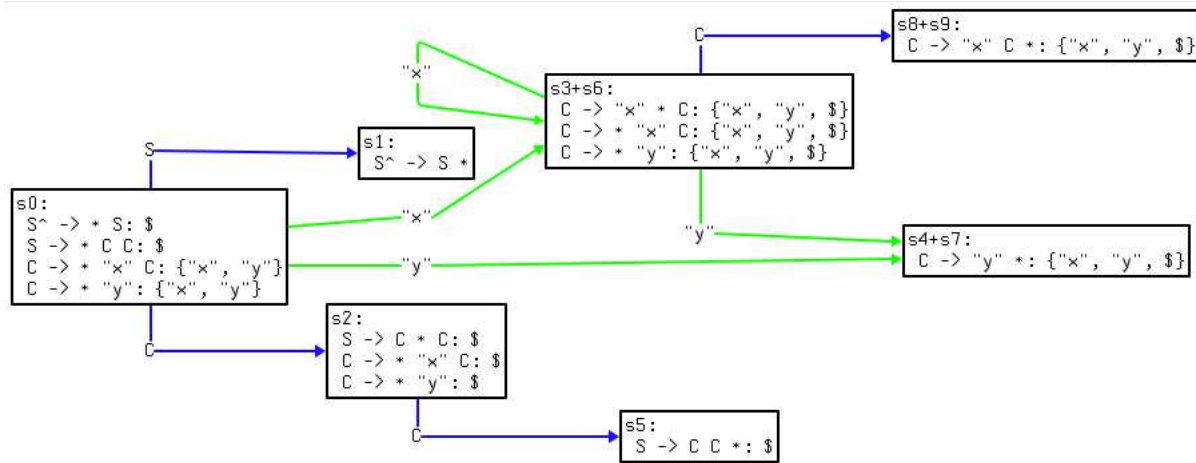 C
s8+s9:
C -> "x" C *: {"x", "y", $}
"x"
s3+s6:
C -> "x" * C: {"x", "y", $}
C -> * "x" C: {"x", "y", $}
C -> * "y": {"x", "y", $}
S
s1:
S^ -> S *
s0:
S^ -> * S: $
S -> * C C: $
C -> * "x" C: {"x", "y"}
C -> * "y": {"x", "y"}
"x"
"y"
"y"
s4+s7:
C -> "y" *: {"x", "y", $}
C
s2:
S -> C * C: $
C -> * "x" C: $
C -> * "y": $
C
s5:
S -> C C *: $